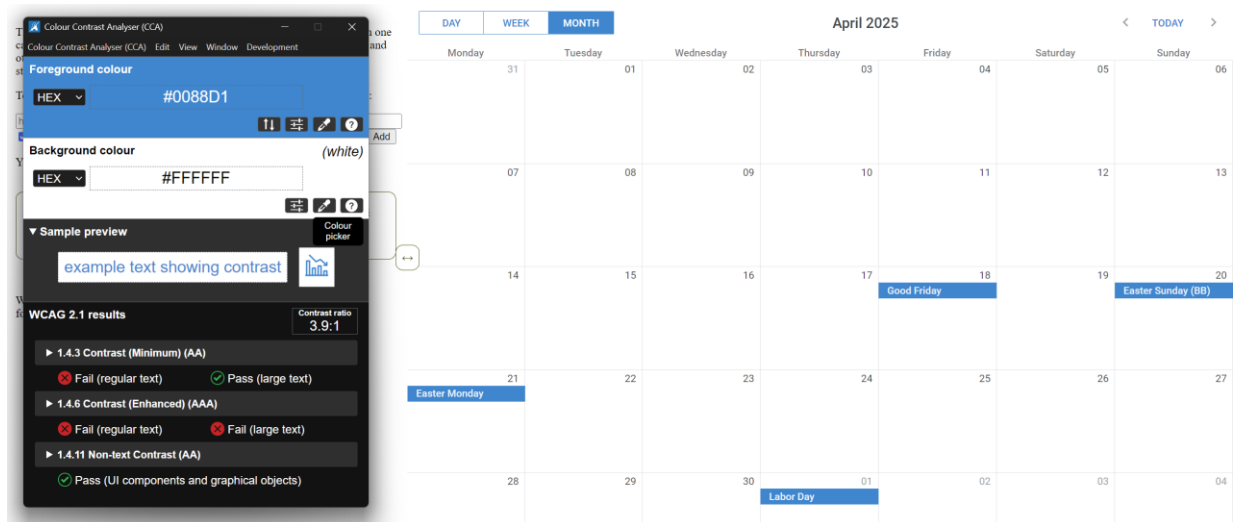 Colour Contrast Analyser (CCA)
Colour Contrast Analyser (CCA) Edit View Window Development
Foreground colour
HEX #0088D1
Background colour (white)
HEX #FFFFFF
Colour picker
Sample preview
example text showing contrast
WCAG 2.1 results
Contrast ratio
3.9:1
1.4.3 Contrast (Minimum) (AA)
Fail (regular text) Pass (large text)
1.4.6 Contrast (Enhanced) (AAA)
Fail (regular text) Fail (large text)
1.4.11 Non-text Contrast (AA)
Pass (UI components and graphical objects)
one
and
Add
DAY WEEK MONTH April 2025 TODAY
Monday Tuesday Wednesday Thursday Friday Saturday Sunday
31 01 02 03 04 05 06
07 08 09 10 11 12 13
14 15 16 17 18 19 20
Good Friday Easter Sunday (BB)
21 22 23 24 25 26 27
Easter Monday
28 29 30 01 02 03 04
Labor Day